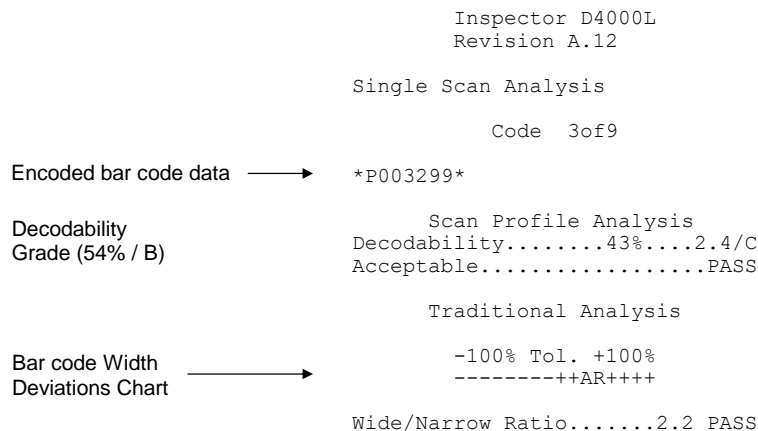 Inspector D4000L
Revision A.12
Single Scan Analysis
Code 3of9
Encoded bar code data
*P003299*
Decodability
Grade (54% / B)
Scan Profile Analysis
Decodability........43%....2.4/C
Acceptable..................PASS
Traditional Analysis
Bar code Width
Deviations Chart
-100% Tol. +100%
--------++AR++++
Wide/Narrow Ratio.......2.2 PASS